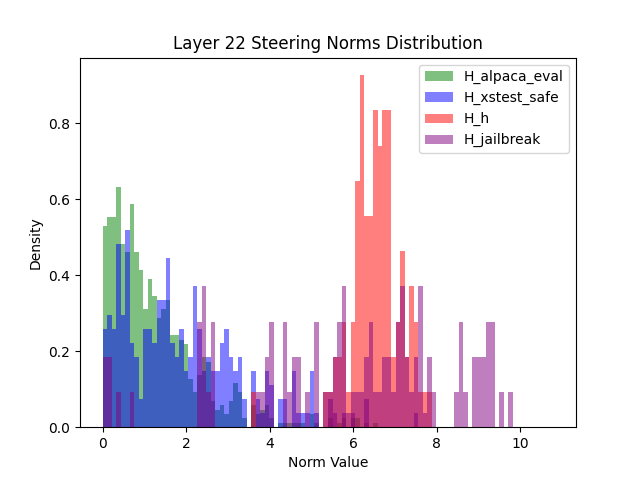 Layer 22 Steering Norms Distribution
H_alpaca_eval
H_xstest_safe
H_h
H_jailbreak
Density
0.8
0.6
0.4
0.2
0.0
0 2 4 6 8 10
Norm Value